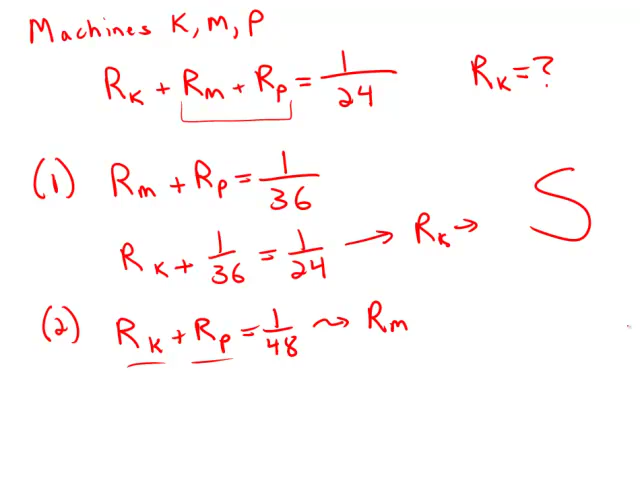 Machines K, M, P
R_K + R_M + R_P = 1/24    R_K = ?
(1) R_M + R_P = 1/36
R_K + 1/36 = 1/24 → R_K →    S
(2) R_K + R_P = 1/48 ⇝ R_M